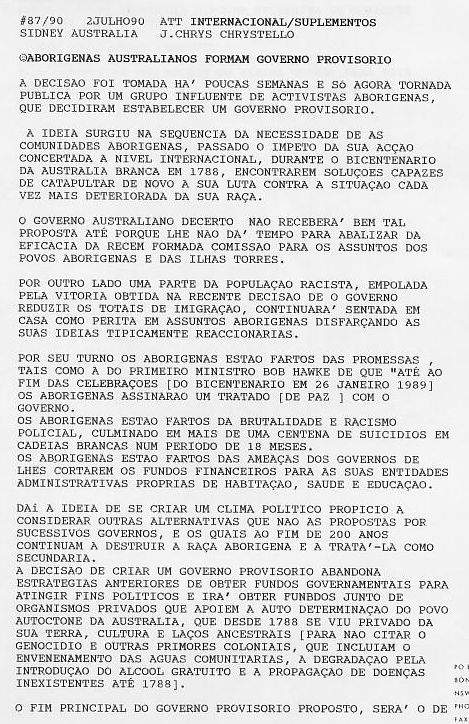 #87/90   2JULHO90  ATT INTERNACIONAL/SUPLEMENTOS
SIDNEY AUSTRALIA   J.CHRYS CHRYSTELLO
©ABORIGENAS AUSTRALIANOS FORMAM GOVERNO PROVISORIO
A DECISAO FOI TOMADA HA' POUCAS SEMANAS E Só AGORA TORNADA
PUBLICA POR UM GRUPO INFLUENTE DE ACTIVISTAS ABORIGENAS,
QUE DECIDIRAM ESTABELECER UM GOVERNO PROVISORIO.
A IDEIA SURGIU NA SEQUENCIA DA NECESSIDADE DE AS
COMUNIDADES ABORIGENAS, PASSADO O IMPETO DA SUA ACÇAO
CONCERTADA A NIVEL INTERNACIONAL, DURANTE O BICENTENARIO
DA AUSTRALIA BRANCA EM 1788, ENCONTRAREM SOLUÇOES CAPAZES
DE CATAPULTAR DE NOVO A SUA LUTA CONTRA A SITUAÇAO CADA
VEZ MAIS DETERIORADA DA SUA RAÇA.
O GOVERNO AUSTRALIANO DECERTO  NAO RECEBERA' BEM TAL
PROPOSTA ATÉ PORQUE LHE NAO DA' TEMPO PARA ABALIZAR DA
EFICACIA DA RECEM FORMADA COMISSAO PARA OS ASSUNTOS DOS
POVOS ABORIGENAS E DAS ILHAS TORRES.
POR OUTRO LADO UMA PARTE DA POPULAÇAO RACISTA, EMPOLADA
PELA VITORIA OBTIDA NA RECENTE DECISAO DE O GOVERNO
REDUZIR OS TOTAIS DE IMIGRAÇAO, CONTINUARA' SENTADA EM
CASA COMO PERITA EM ASSUNTOS ABORIGENAS DISFARÇANDO AS
SUAS IDEIAS TIPICAMENTE REACCIONARIAS.
POR SEU TURNO OS ABORIGENAS ESTAO FARTOS DAS PROMESSAS ,
TAIS COMO A DO PRIMEIRO MINISTRO BOB HAWKE DE QUE "ATÉ AO
FIM DAS CELEBRAÇOES [DO BICENTENARIO EM 26 JANEIRO 1989]
OS ABORIGENAS ASSINARAO UM TRATADO [DE PAZ ] COM O
GOVERNO.
OS ABORIGENAS ESTAO FARTOS DA BRUTALIDADE E RACISMO
POLICIAL, CULMINADO EM MAIS DE UMA CENTENA DE SUICIDIOS EM
CADEIAS BRANCAS NUM PERIODO DE 18 MESES.
OS ABORIGENAS ESTAO FARTOS DAS AMEAÇAS DOS GOVERNOS DE
LHES CORTAREM OS FUNDOS FINANCEIROS PARA AS SUAS ENTIDADES
ADMINISTRATIVAS PROPRIAS DE HABITAÇAO, SAUDE E EDUCAÇAO.
DAí A IDEIA DE SE CRIAR UM CLIMA POLITICO PROPICIO A
CONSIDERAR OUTRAS ALTERNATIVAS QUE NAO AS PROPOSTAS POR
SUCESSIVOS GOVERNOS, E OS QUAIS AO FIM DE 200 ANOS
CONTINUAM A DESTRUIR A RAÇA ABORIGENA E A TRATA'-LA COMO
SECUNDARIA.
A DECISAO DE CRIAR UM GOVERNO PROVISORIO ABANDONA
ESTRATEGIAS ANTERIORES DE OBTER FUNDOS GOVERNAMENTAIS PARA
ATINGIR FINS POLITICOS E IRA' OBTER FUNBDOS JUNTO DE
ORGANISMOS PRIVADOS QUE APOIEM A AUTO DETERMINAÇAO DO POVO
AUTOCTONE DA AUSTRALIA, QUE DESDE 1788 SE VIU PRIVADO DA
SUA TERRA, CULTURA E LAÇOS ANCESTRAIS [PARA NAO CITAR O
GENOCIDIO E OUTRAS PRIMORES COLONIAIS, QUE INCLUIAM O
ENVENENAMENTO DAS AGUAS COMUNITARIAS, A DEGRADAÇAO PELA
INTRODUÇAO DO ALCOOL GRATUITO E A PROPAGAÇAO DE DOENÇAS
INEXISTENTES ATÉ 1788].
O FIM PRINCIPAL DO GOVERNO PROVISORIO PROPOSTO, SERA' O DE
PO
BON
NSW
PHO
FAX